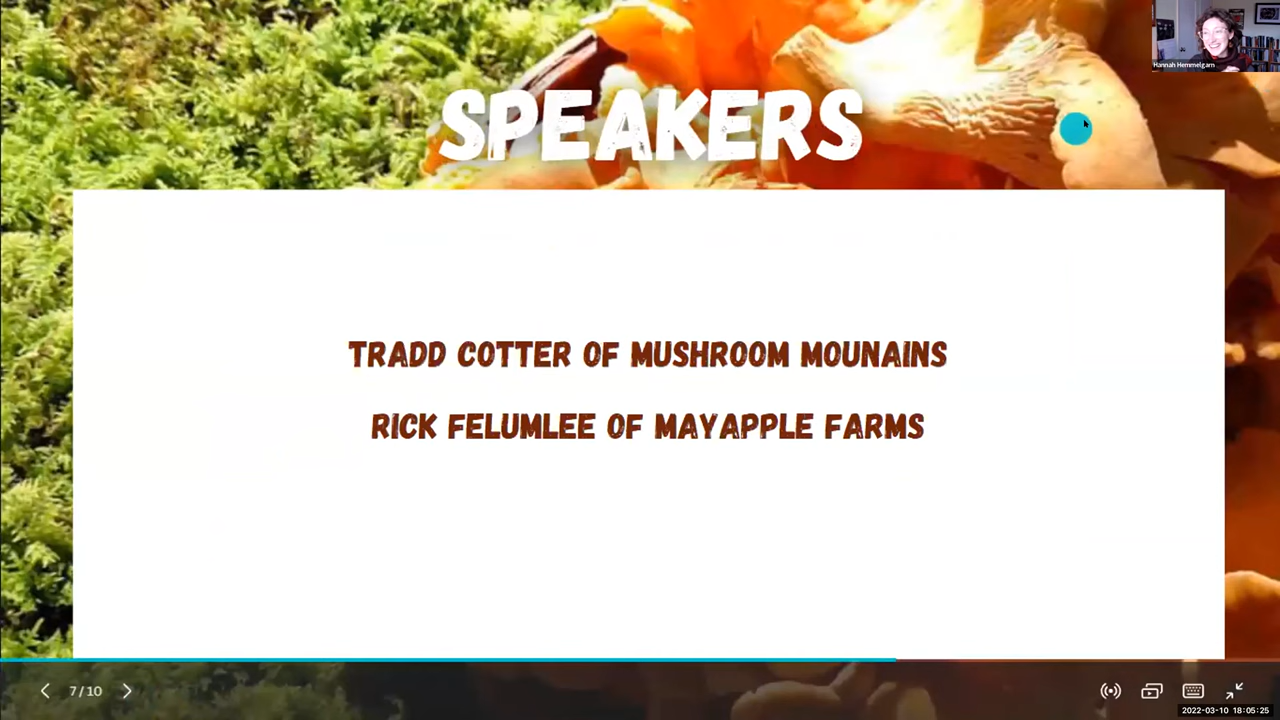 Hannah Hemmelgarn
SPEAKERS
TRADD COTTER OF MUSHROOM MOUNAINS
RICK FELUMLEE OF MAYAPPLE FARMS
7 / 10
2022-03-10 18:05:25